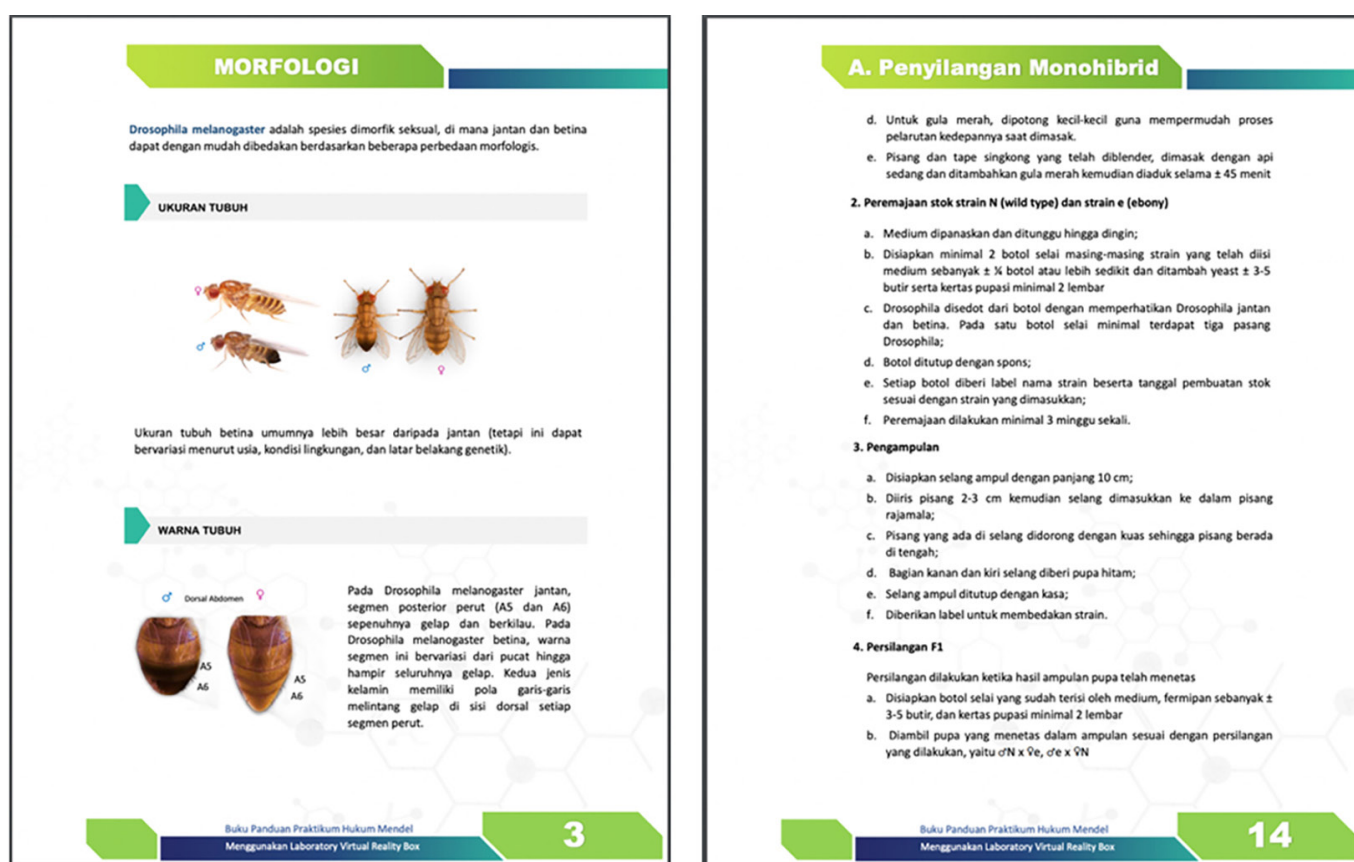 MORFOLOGI
Drosophila melanogaster adalah spesies dimorfik seksual, di mana jantan dan betina
dapat dengan mudah dibedakan berdasarkan beberapa perbedaan morfologis.
UKURAN TUBUH
♀
♂
♂
♀
Ukuran tubuh betina umumnya lebih besar daripada jantan (tetapi ini dapat
bervariasi menurut usia, kondisi lingkungan, dan latar belakang genetik).
WARNA TUBUH
♂ Dorsal Abdomen ♀
A5
A6
A5
A6
Pada Drosophila melanogaster jantan,
segmen posterior perut (A5 dan A6)
sepenuhnya gelap dan berkilau. Pada
Drosophila melanogaster betina, warna
segmen ini bervariasi dari pucat hingga
hampir seluruhnya gelap. Kedua jenis
kelamin memiliki pola garis-garis
melintang gelap di sisi dorsal setiap
segmen perut.
Buku Panduan Praktikum Hukum Mendel
Menggunakan Laboratory Virtual Reality Box
3
A. Penyilangan Monohibrid
d. Untuk gula merah, dipotong kecil-kecil guna mempermudah proses
pelarutan kedepannya saat dimasak.
e. Pisang dan tape singkong yang telah diblender, dimasak dengan api
sedang dan ditambahkan gula merah kemudian diaduk selama ± 45 menit
2. Peremajaan stok strain N (wild type) dan strain e (ebony)
a. Medium dipanaskan dan ditunggu hingga dingin;
b. Disiapkan minimal 2 botol selai masing-masing strain yang telah diisi
medium sebanyak ± ¼ botol atau lebih sedikit dan ditambah yeast ± 3-5
butir serta kertas pupasi minimal 2 lembar
c. Drosophila disedot dari botol dengan memperhatikan Drosophila jantan
dan betina. Pada satu botol selai minimal terdapat tiga pasang
Drosophila;
d. Botol ditutup dengan spons;
e. Setiap botol diberi label nama strain beserta tanggal pembuatan stok
sesuai dengan strain yang dimasukkan;
f. Peremajaan dilakukan minimal 3 minggu sekali.
3. Pengampulan
a. Disiapkan selang ampul dengan panjang 10 cm;
b. Diiris pisang 2-3 cm kemudian selang dimasukkan ke dalam pisang
rajamala;
c. Pisang yang ada di selang didorong dengan kuas sehingga pisang berada
di tengah;
d. Bagian kanan dan kiri selang diberi pupa hitam;
e. Selang ampul ditutup dengan kasa;
f. Diberikan label untuk membedakan strain.
4. Persilangan F1
Persilangan dilakukan ketika hasil ampulan pupa telah menetas
a. Disiapkan botol selai yang sudah terisi oleh medium, fermipan sebanyak ±
3-5 butir, dan kertas pupasi minimal 2 lembar
b. Diambil pupa yang menetas dalam ampulan sesuai dengan persilangan
yang dilakukan, yaitu ♂N x ♀e, ♂e x ♀N
Buku Panduan Praktikum Hukum Mendel
Menggunakan Laboratory Virtual Reality Box
14